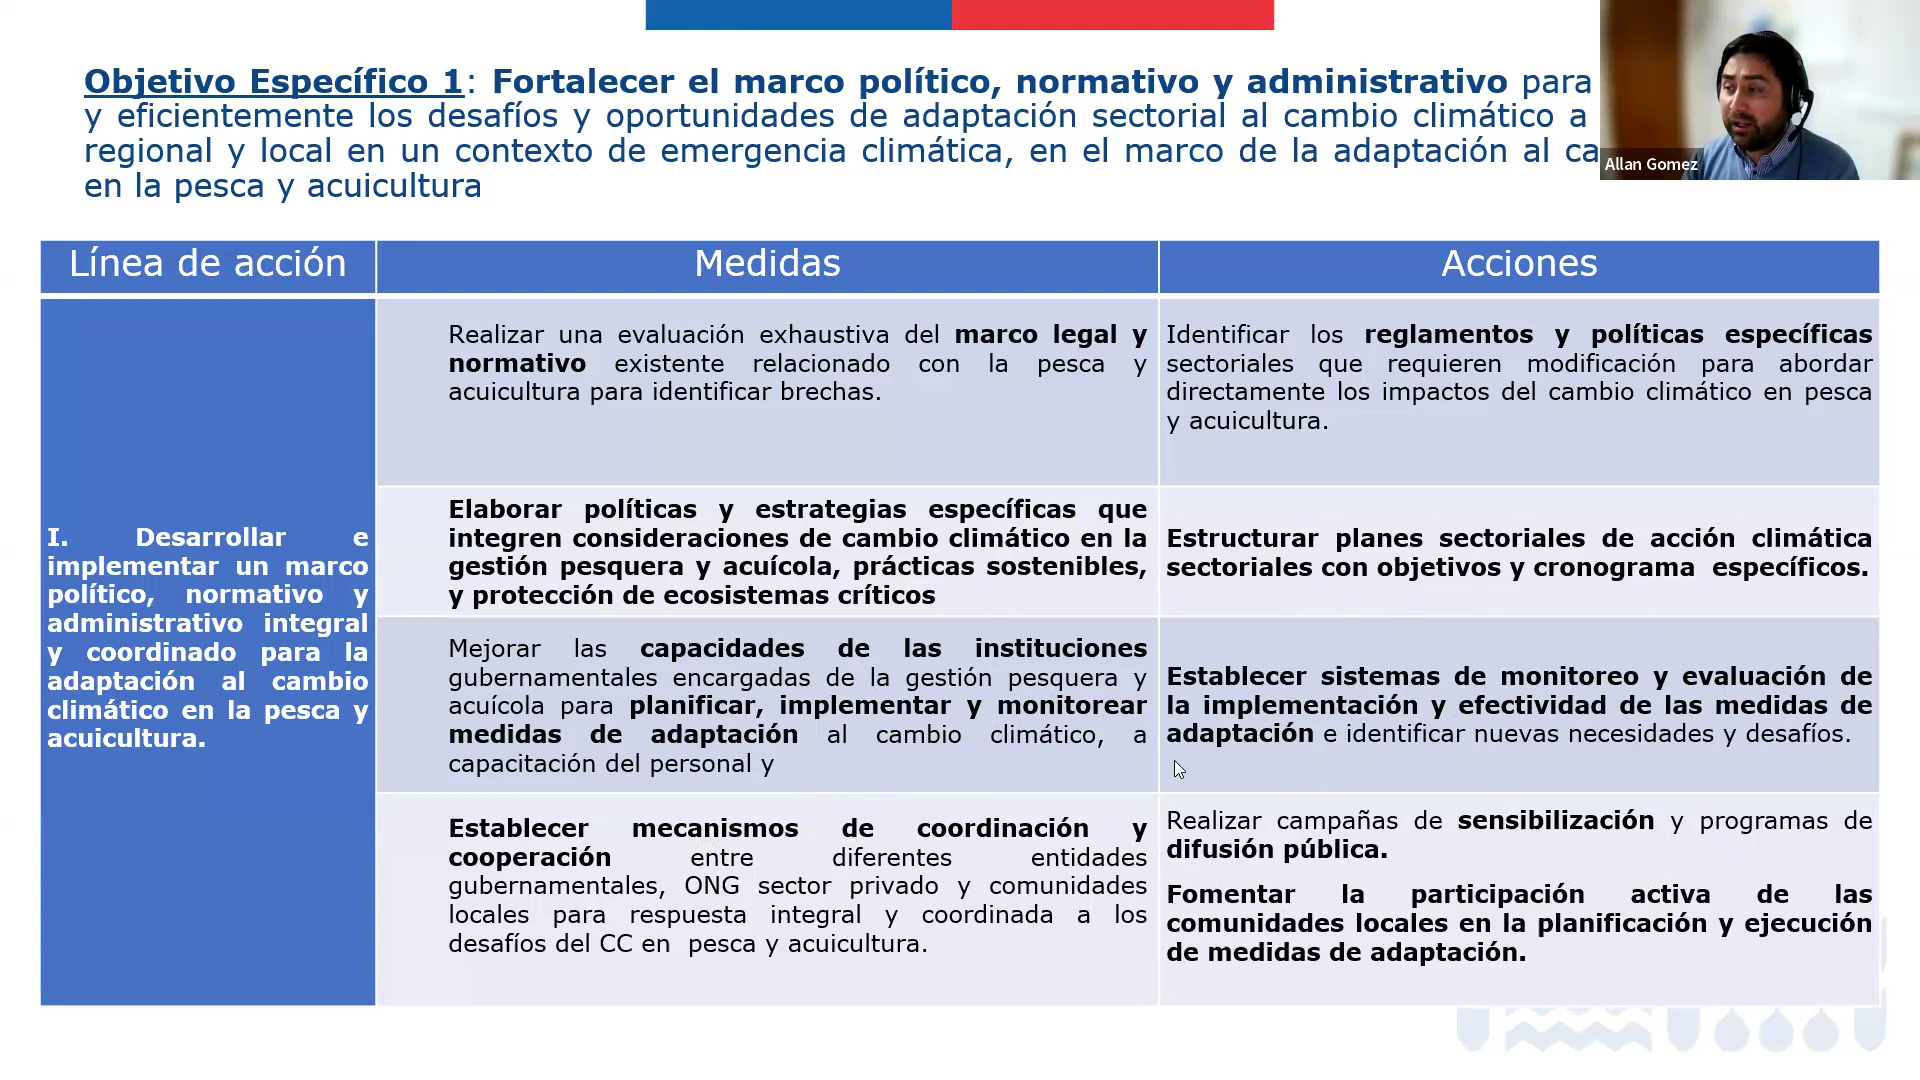 Objetivo Específico 1: Fortalecer el marco político, normativo y administrativo para
y eficientemente los desafíos y oportunidades de adaptación sectorial al cambio climático a
regional y local en un contexto de emergencia climática, en el marco de la adaptación al ca
en la pesca y acuicultura
Allan Gomez
Línea de acción
Medidas
Acciones
I. Desarrollar e
implementar un marco
político, normativo y
administrativo integral
y coordinado para la
adaptación al cambio
climático en la pesca y
acuicultura.
Realizar una evaluación exhaustiva del marco legal y
normativo existente relacionado con la pesca y
acuicultura para identificar brechas.
Identificar los reglamentos y políticas específicas
sectoriales que requieren modificación para abordar
directamente los impactos del cambio climático en pesca
y acuicultura.
Elaborar políticas y estrategias específicas que
integren consideraciones de cambio climático en la
gestión pesquera y acuícola, prácticas sostenibles,
y protección de ecosistemas críticos
Estructurar planes sectoriales de acción climática
sectoriales con objetivos y cronograma específicos.
Mejorar las capacidades de las instituciones
gubernamentales encargadas de la gestión pesquera y
acuícola para planificar, implementar y monitorear
medidas de adaptación al cambio climático, a
capacitación del personal y
Establecer sistemas de monitoreo y evaluación de
la implementación y efectividad de las medidas de
adaptación e identificar nuevas necesidades y desafíos.
Establecer mecanismos de coordinación y
cooperación entre diferentes entidades
gubernamentales, ONG sector privado y comunidades
locales para respuesta integral y coordinada a los
desafíos del CC en pesca y acuicultura.
Realizar campañas de sensibilización y programas de
difusión pública.
Fomentar la participación activa de las
comunidades locales en la planificación y ejecución
de medidas de adaptación.